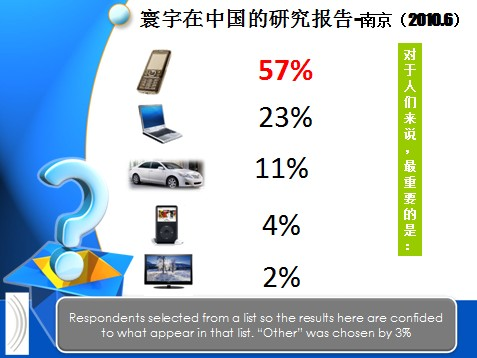 寰宇在中国的研究报告-南京（2010.6）
57%
对于人们来说，最重要的是：
23%
11%
4%
2%
Respondents selected from a list so the results here are confided
to what appear in that list. “Other” was chosen by 3%